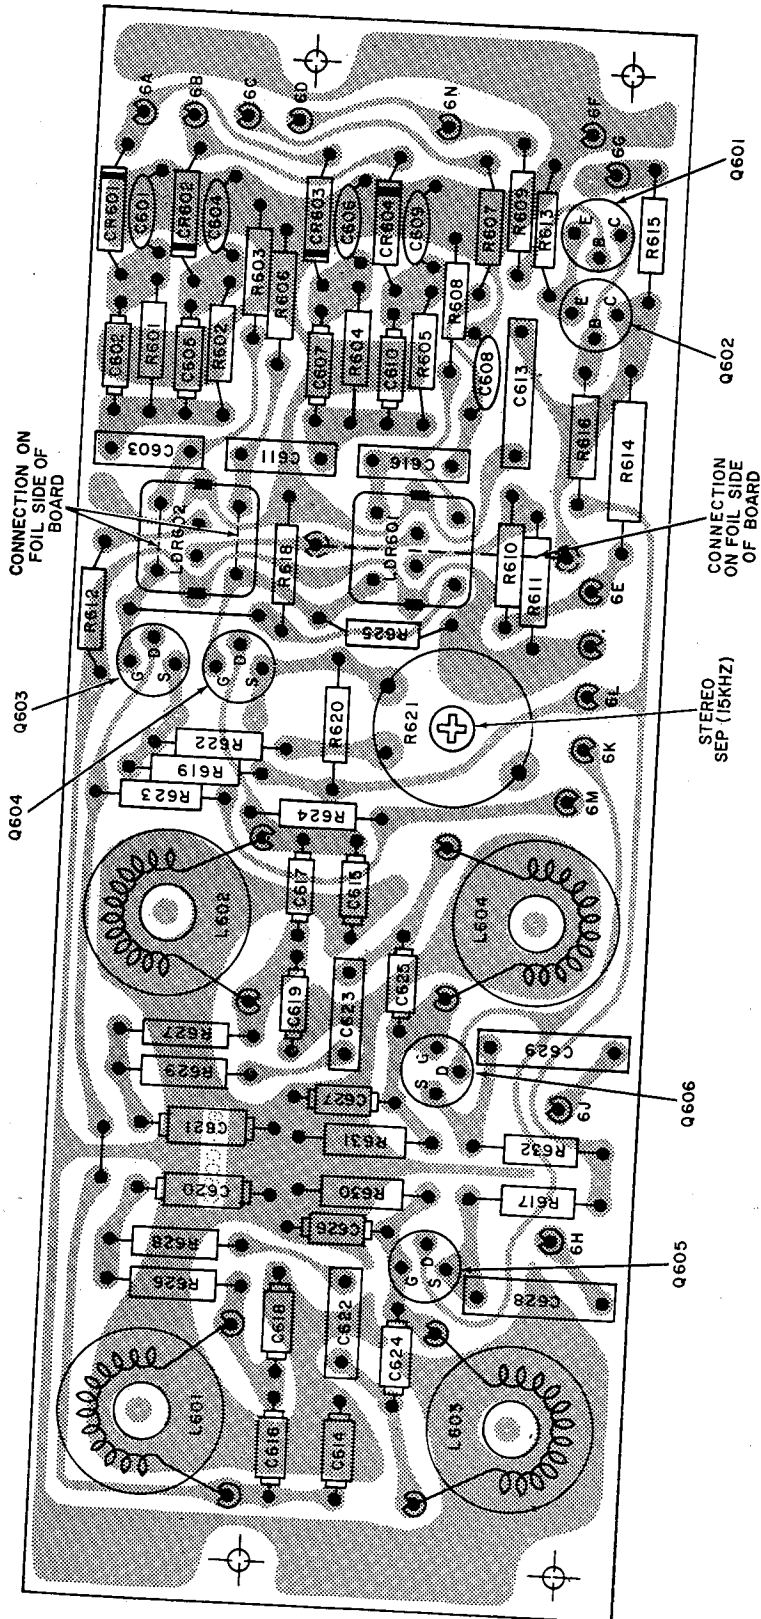 6A
6B
6C
6D
6N
6F
6G
Q601
CR601
C601
CR602
C604
R603
R606
CR603
C606
CR604
C609
R607
R609
R613
E
B
C
R615
C602
R601
C605
R602
C607
R604
C610
R605
R608
C608
C613
E
B
C
Q602
R616
R614
CONNECTION ON
FOIL SIDE OF
BOARD
C603
C611
C616
LDR602
R618
LDR601
R610
R611
CONNECTION
ON FOIL SIDE
OF BOARD
6E
R612
R625
Q603
G
D
S
G
D
S
Q604
R620
R621
STEREO
SEP (15KHZ)
6L
6K
6M
R622
R619
R623
R624
L602
C617
C615
L604
C619
C623
C625
R627
R629
S
G
D
C629
Q606
C627
6J
C621
R631
R632
C620
R630
R617
C626
6H
R628
R626
G
D
S
Q605
C628
C618
C622
C624
L601
C616
C614
L603